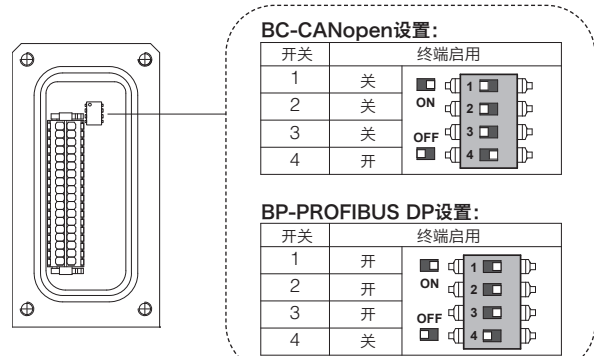 BC-CANopen设置：
开关 终端启用
1 关
2 关
3 关
4 开
ON
OFF
1
2
3
4
BP-PROFIBUS DP设置：
开关 终端启用
1 开
2 开
3 开
4 关
ON
OFF
1
2
3
4